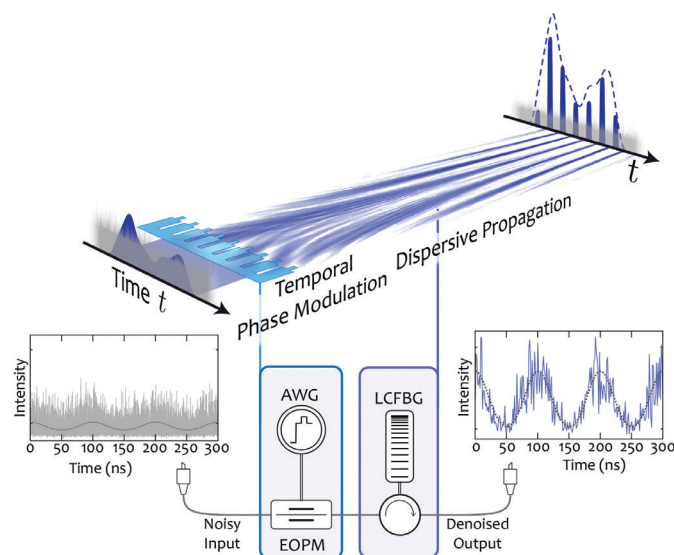 t
Time t
Temporal
Phase Modulation
Dispersive Propagation
Intensity
0 50 100 150 200 250 300
Time (ns)
AWG
LCFBG
Intensity
0 50 100 150 200 250 300
Time (ns)
Noisy
Input
EOPM
Denoised
Output